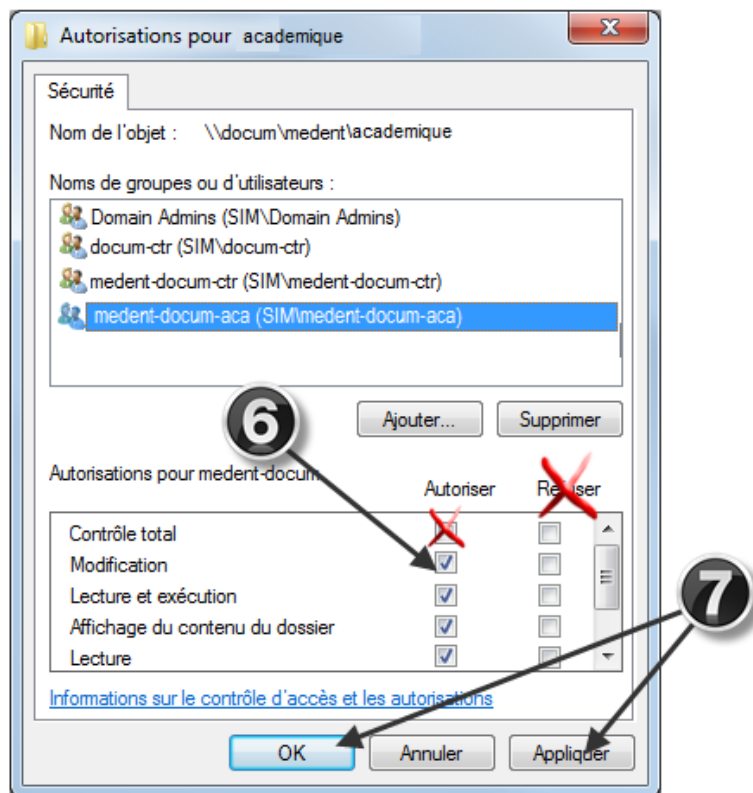 Autorisations pour academique
Sécurité
Nom de l'objet : \\docum\medent\academique
Noms de groupes ou d'utilisateurs :
Domain Admins (SIM\Domain Admins)
docum-ctr (SIM\docum-ctr)
medent-docum-ctr (SIM\medent-docum-ctr)
medent-docum-aca (SIM\medent-docum-aca)
6
Ajouter... Supprimer
Autorisations pour medent-docum
Autoriser Refuser
Contrôle total
Modification
Lecture et exécution
Affichage du contenu du dossier
Lecture
7
Informations sur le contrôle d'accès et les autorisations
OK Annuler Appliquer